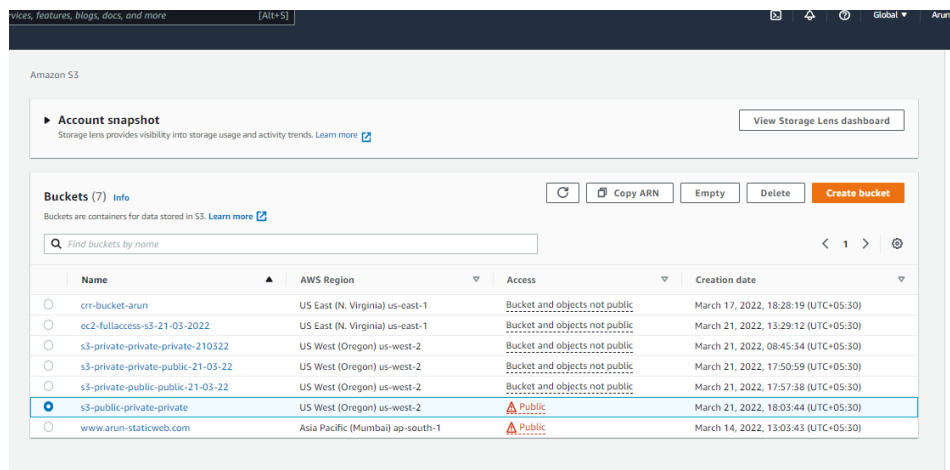 vices, features, blogs, docs, and more [Alt+S] Global ▼ Arun
Amazon S3
Account snapshot
View Storage Lens dashboard
Storage lens provides visibility into storage usage and activity trends. Learn more
Buckets (7) Info
Copy ARN Empty Delete Create bucket
Buckets are containers for data stored in S3. Learn more
Find buckets by name
1
Name AWS Region Access Creation date
crr-bucket-arun US East (N. Virginia) us-east-1 Bucket and objects not public March 17, 2022, 18:28:19 (UTC+05:30)
ec2-fullaccess-s3-21-03-2022 US East (N. Virginia) us-east-1 Bucket and objects not public March 21, 2022, 13:29:12 (UTC+05:30)
s3-private-private-private-210322 US West (Oregon) us-west-2 Bucket and objects not public March 21, 2022, 08:45:34 (UTC+05:30)
s3-private-private-public-21-03-22 US West (Oregon) us-west-2 Bucket and objects not public March 21, 2022, 17:50:59 (UTC+05:30)
s3-private-public-public-21-03-22 US West (Oregon) us-west-2 Bucket and objects not public March 21, 2022, 17:57:38 (UTC+05:30)
s3-public-private-private US West (Oregon) us-west-2 Public March 21, 2022, 18:03:44 (UTC+05:30)
www.arun-staticweb.com Asia Pacific (Mumbai) ap-south-1 Public March 14, 2022, 13:03:43 (UTC+05:30)